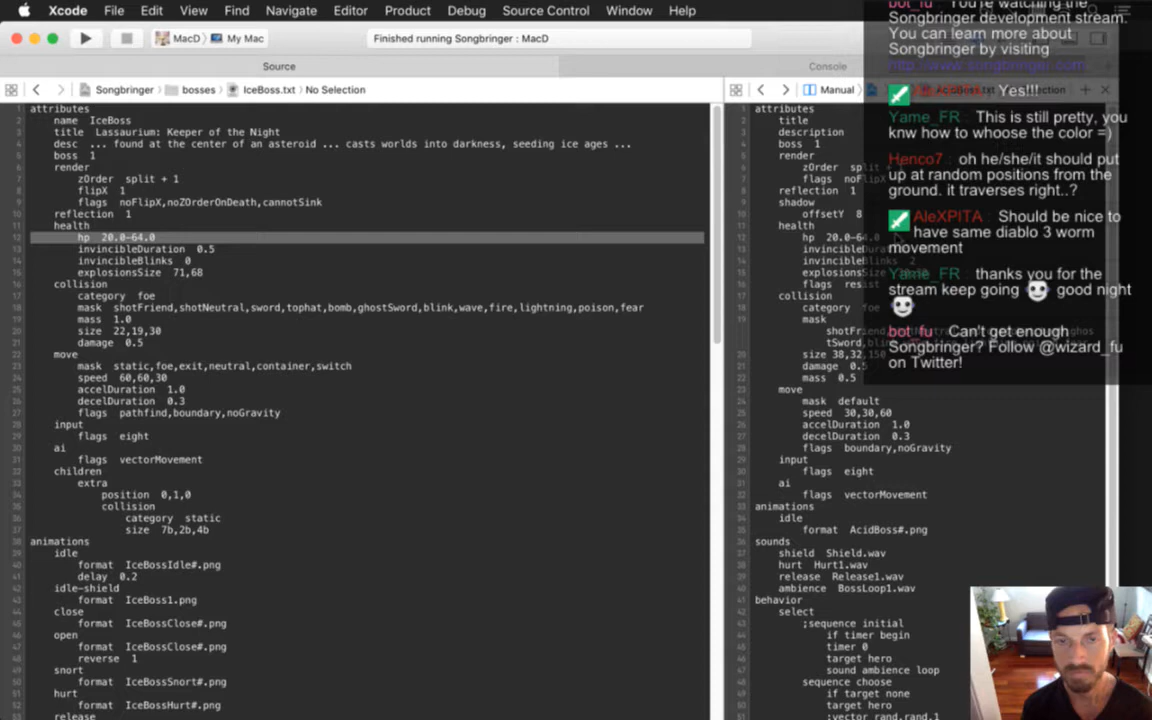 Xcode File Edit View Find Navigate Editor Product Debug Source Control Window Help
MacD My Mac
Finished running Songbringer : MacD
Source
Console
Songbringer bosses IceBoss.txt No Selection
Manual
attributes
name IceBoss
title Lassaurium: Keeper of the Night
desc ... found at the center of an asteroid ... casts worlds into darkness, seeding ice ages ...
boss 1
render
zOrder split + 1
flipX 1
flags noFlipX,noZOrderOnDeath,cannotSink
reflection 1
health
hp 20.0-64.0
invincibleDuration 0.5
invincibleBlinks 0
explosionsSize 71,68
collision
category foe
mask shotFriend,shotNeutral,sword,tophat,bomb,ghostSword,blink,wave,fire,lightning,poison,fear
mass 1.0
size 22,19,30
damage 0.5
move
mask static,foe,exit,neutral,container,switch
speed 60,60,30
accelDuration 1.0
decelDuration 0.3
flags pathfind,boundary,noGravity
input
flags eight
ai
flags vectorMovement
children
extra
position 0,1,0
collision
category static
size 7b,2b,4b
animations
idle
format IceBossIdle#.png
delay 0.2
idle-shield
format IceBoss1.png
close
format IceBossClose#.png
open
format IceBossClose#.png
reverse 1
snort
format IceBossSnort#.png
hurt
format IceBossHurt#.png
release
attributes
title
description
boss 1
render
flags
reflection 1
shadow
offsetY 8
health
hp 20.0-64.0
explosionsSize
flags
collision
category
mask
size 38,32,150
damage 0.5
mass 0.5
move
mask default
speed 30,30,60
accelDuration 1.0
decelDuration 0.3
flags boundary,noGravity
input
flags eight
ai
flags vectorMovement
animations
idle
format AcidBoss#.png
sounds
shield Shield.wav
hurt Hurt1.wav
release Release1.wav
ambience BossLoop1.wav
behavior
select
;sequence initial
if timer begin
timer 0
target hero
sound ambience loop
sequence choose
if target none
target hero
;vector rand,rand,1
bot_fu You're watching the
Songbringer development stream.
You can learn more about
Songbringer by visiting
http://www.songbringer.com
AleXPITA Yes!!!
Yame_FR This is still pretty, you
knw how to whoose the color =)
Henco7 oh he/she/it should put
up at random positions from the
ground. it traverses right..?
AleXPITA Should be nice to
have same diablo 3 worm
movement
Yame_FR thanks you for the
stream keep going good night
bot_fu Can't get enough
Songbringer? Follow @wizard_fu
on Twitter!